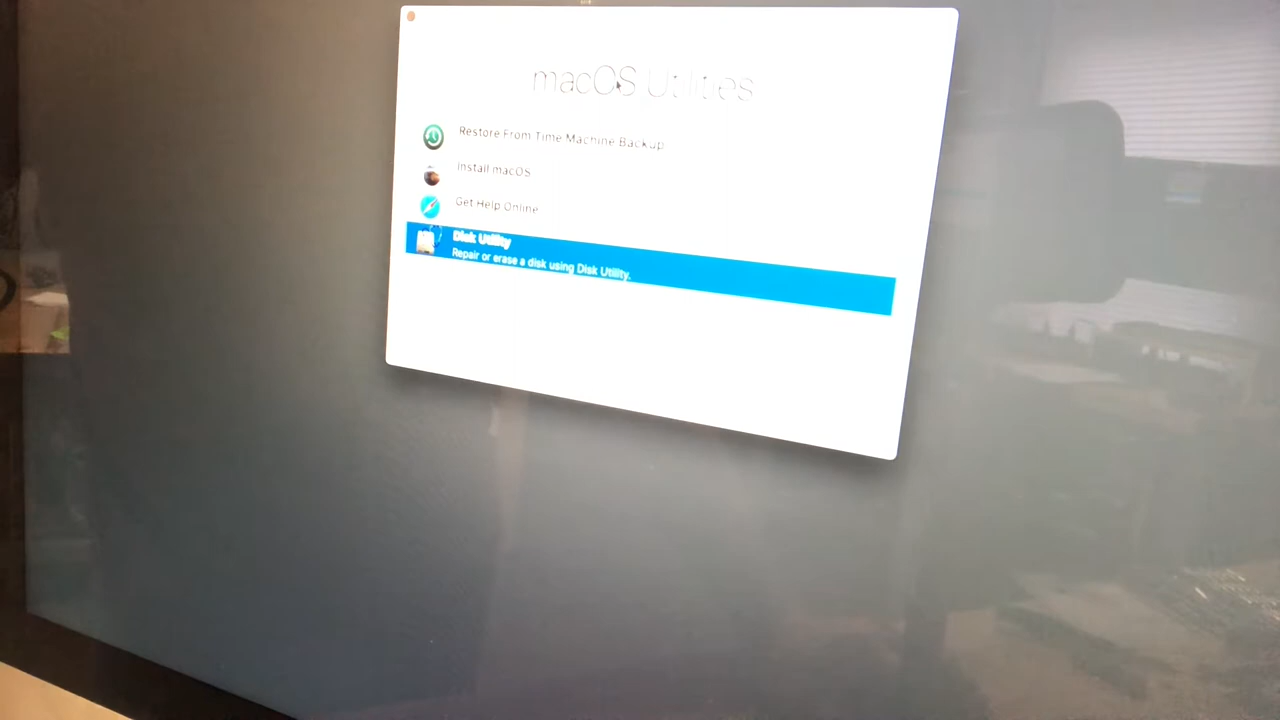 macOS Utilities
Restore From Time Machine Backup
Install macOS
Get Help Online
Disk Utility
Repair or erase a disk using Disk Utility.